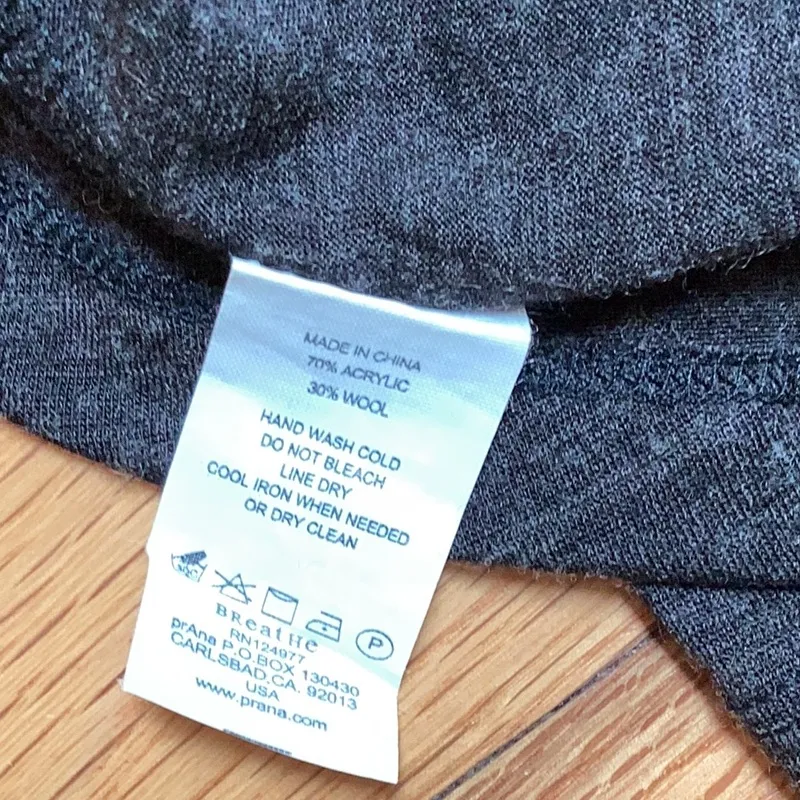 MADE IN CHINA
70% ACRYLIC
30% WOOL
HAND WASH COLD
DO NOT BLEACH
LINE DRY
COOL IRON WHEN NEEDED
OR DRY CLEAN
P
BReatHe
RN124977
prAna P.O.BOX 130430
CARLSBAD,CA. 92013
USA
www.prana.com